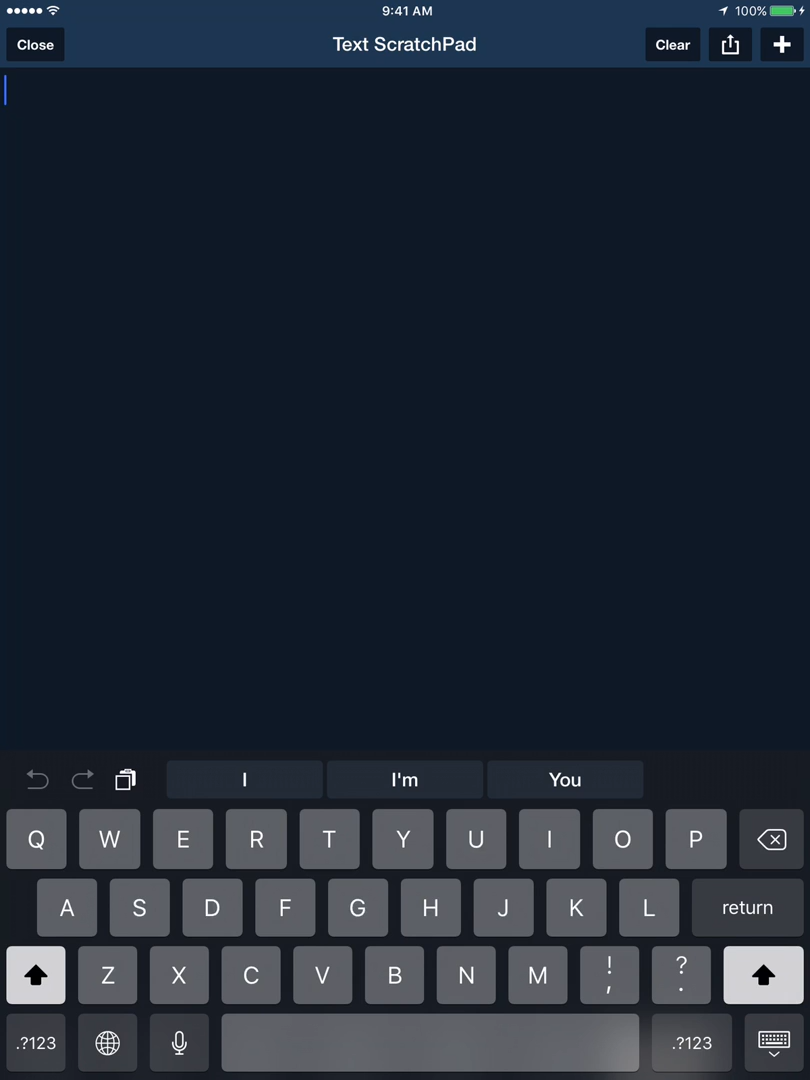 9:41 AM
100%
Close
Text ScratchPad
Clear
I
I'm
You
Q W E R T Y U I O P
A S D F G H J K L return
Z X C V B N M ! , ? .
.?123 .?123